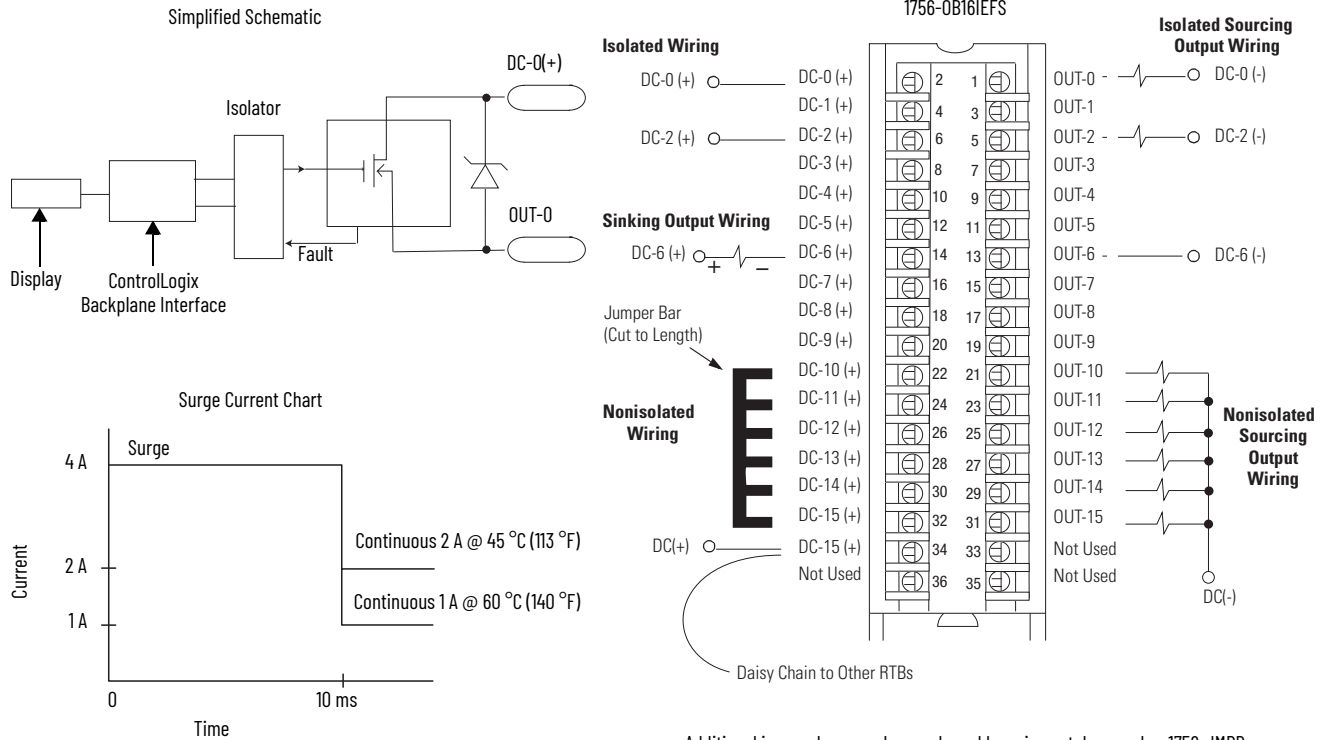 Simplified Schematic
DC-0(+)
Isolator
OUT-0
Fault
Display
ControlLogix
Backplane Interface
Surge Current Chart
Surge
4 A
Continuous 2 A @ 45 °C (113 °F)
2 A
Continuous 1 A @ 60 °C (140 °F)
1 A
Current
0
10 ms
Time
1756-OB16IEFS
Isolated Wiring
Isolated Sourcing
Output Wiring
DC-0 (+) DC-0 (+) 2 1 OUT-0 DC-0 (-)
DC-1 (+) 4 3 OUT-1
DC-2 (+) DC-2 (+) 6 5 OUT-2 DC-2 (-)
DC-3 (+) 8 7 OUT-3
DC-4 (+) 10 9 OUT-4
Sinking Output Wiring
DC-5 (+) 12 11 OUT-5
DC-6 (+) + – DC-6 (+) 14 13 OUT-6 DC-6 (-)
DC-7 (+) 16 15 OUT-7
Jumper Bar
(Cut to Length)
DC-8 (+) 18 17 OUT-8
DC-9 (+) 20 19 OUT-9
DC-10 (+) 22 21 OUT-10
DC-11 (+) 24 23 OUT-11
Nonisolated
Wiring
DC-12 (+) 26 25 OUT-12
DC-13 (+) 28 27 OUT-13
DC-14 (+) 30 29 OUT-14
DC-15 (+) 32 31 OUT-15
Nonisolated
Sourcing
Output
Wiring
DC(+) DC-15 (+) 34 33 Not Used
Not Used 36 35 Not Used
DC(-)
Daisy Chain to Other RTBs